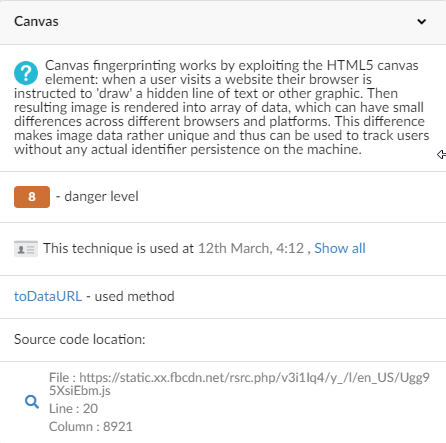 Canvas
Canvas fingerprinting works by exploiting the HTML5 canvas
element: when a user visits a website their browser is
instructed to 'draw' a hidden line of text or other graphic. Then
resulting image is rendered into array of data, which can have small
differences across different browsers and platforms. This difference
makes image data rather unique and thus can be used to track users
without any actual identifier persistence on the machine.
8 - danger level
This technique is used at 12th March, 4:12 , Show all
toDataURL - used method
Source code location:
File : https://static.xx.fbcdn.net/rsrc.php/v3i1Iq4/y_/l/en_US/Ugg9
5XsiEbm.js
Line : 20
Column : 8921